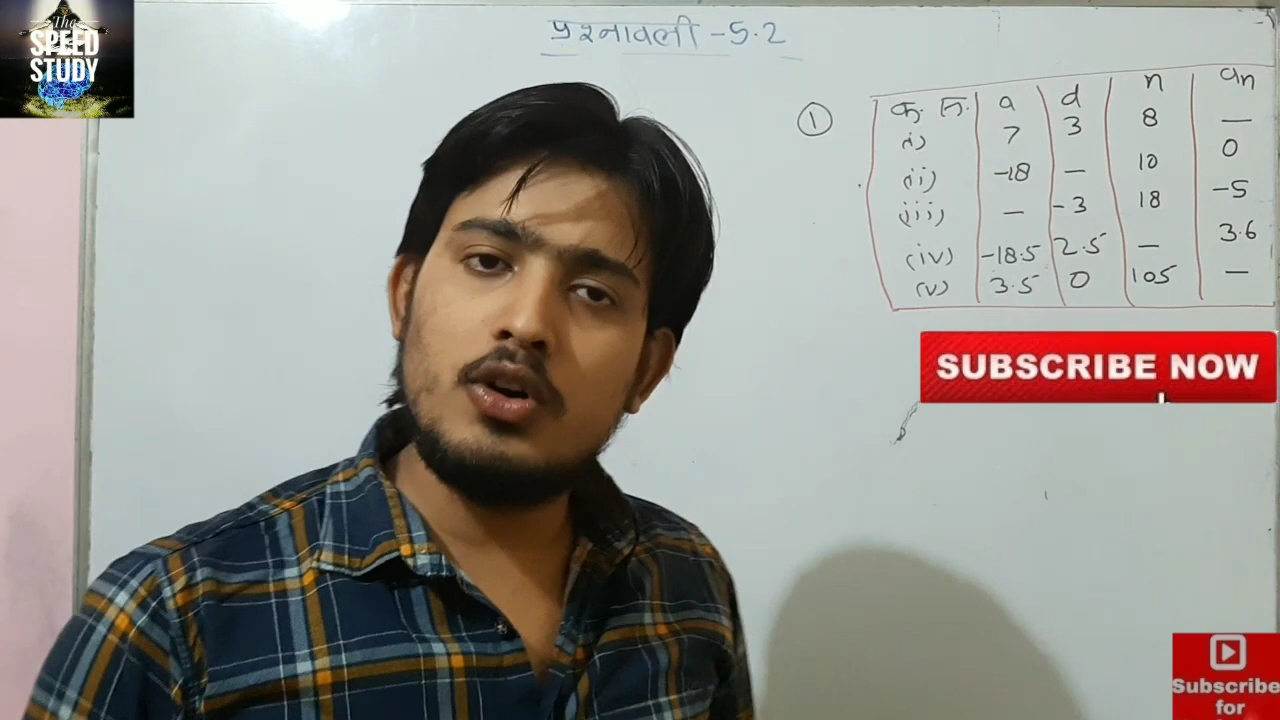 The
SPEED
STUDY
प्रश्नावली - 5.2
① क्र. सं. a d n an
(i) 7 3 8 —
(ii) -18 — 10 0
(iii) — -3 18 -5
(iv) -18.5 2.5 — 3.6
(v) 3.5 0 105 —
SUBSCRIBE NOW
Subscribe
for